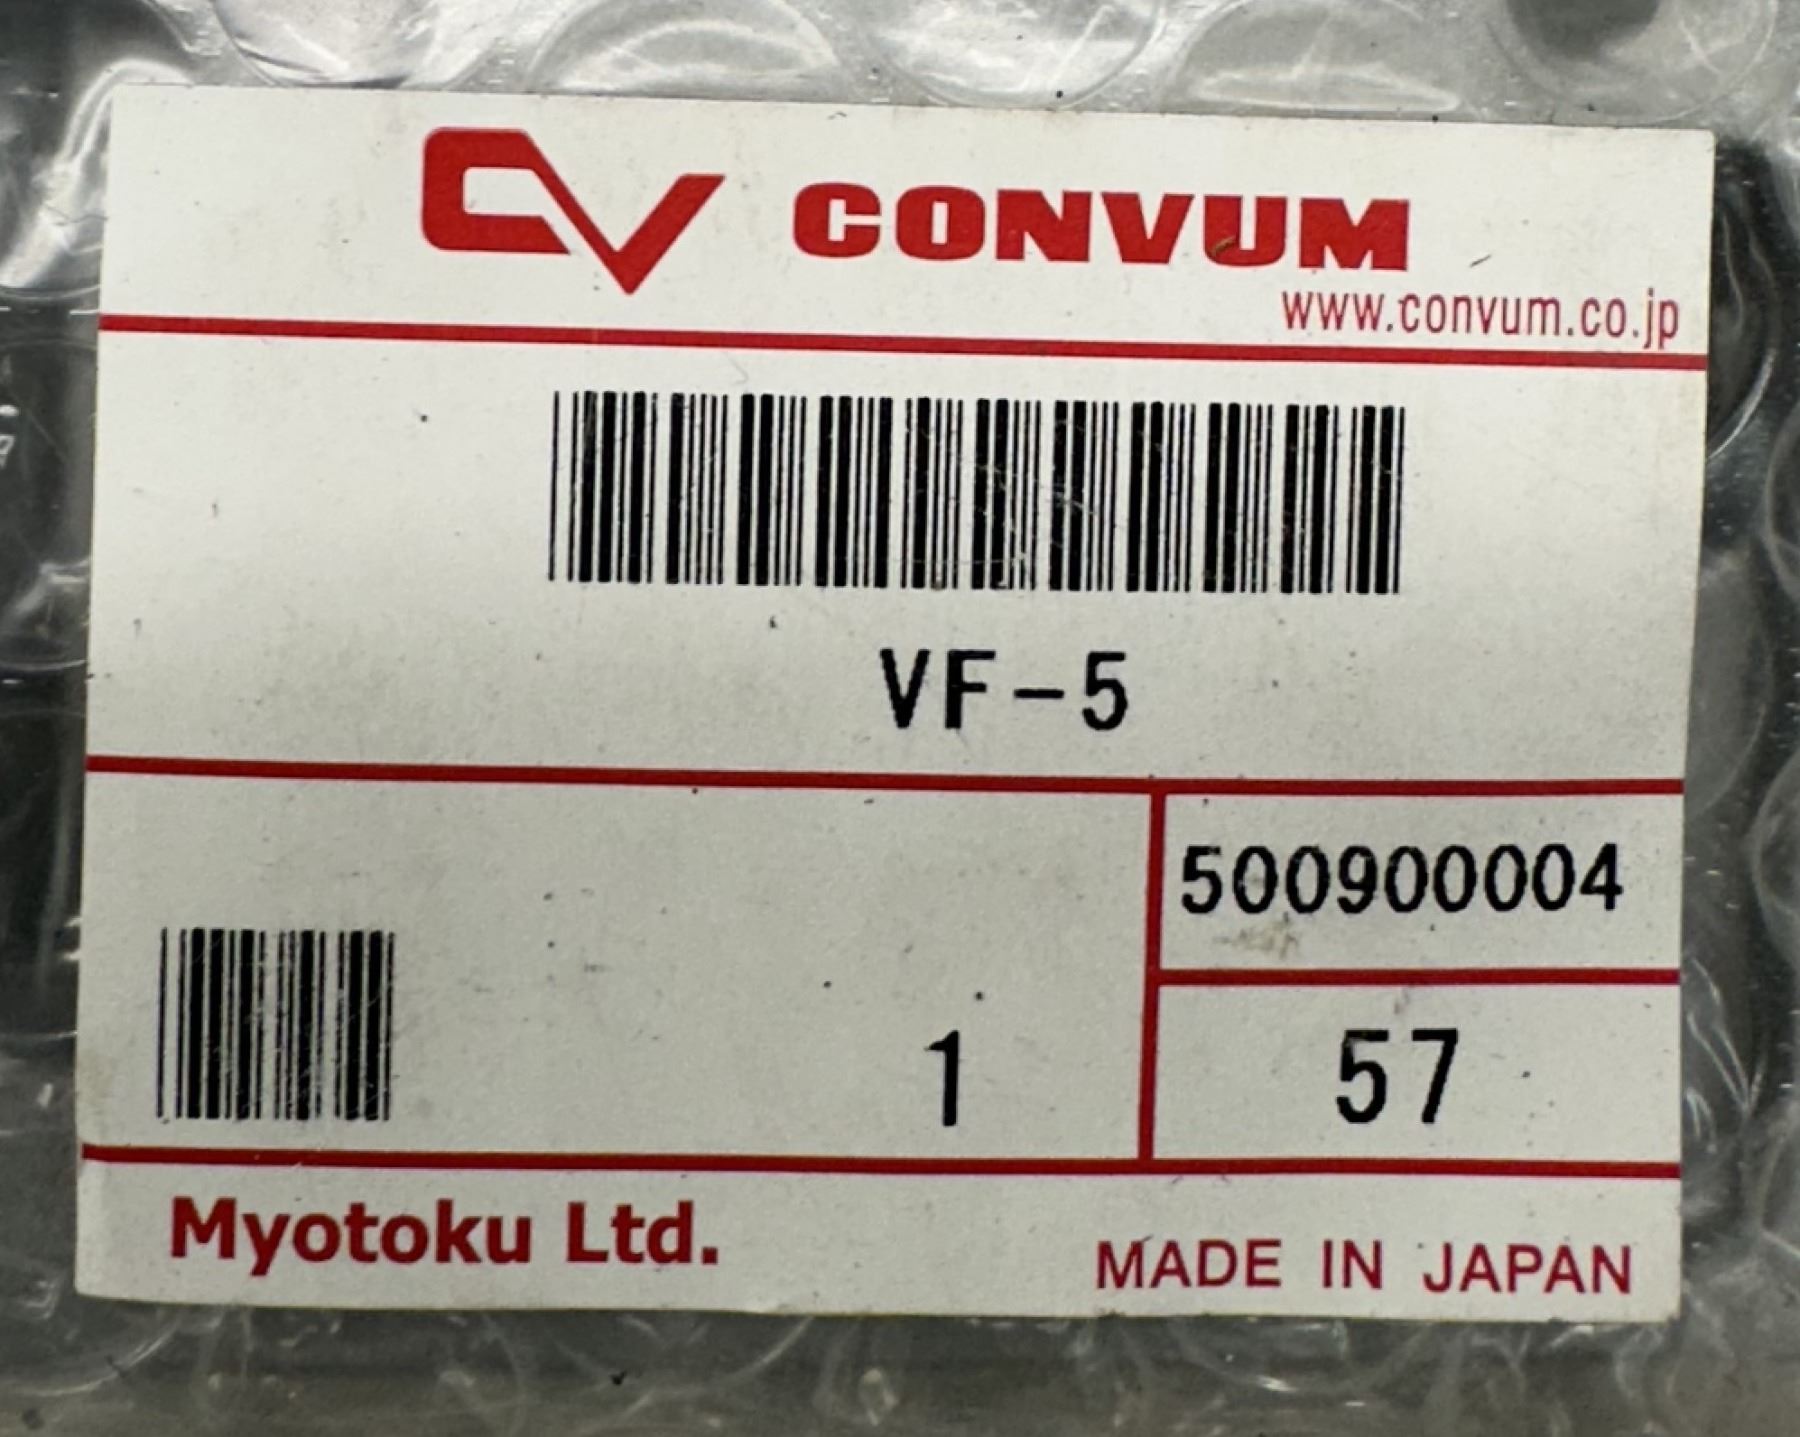 CV CONVUM
www.convum.co.jp
VF-5
500900004
1
57
Myotoku Ltd.
MADE IN JAPAN